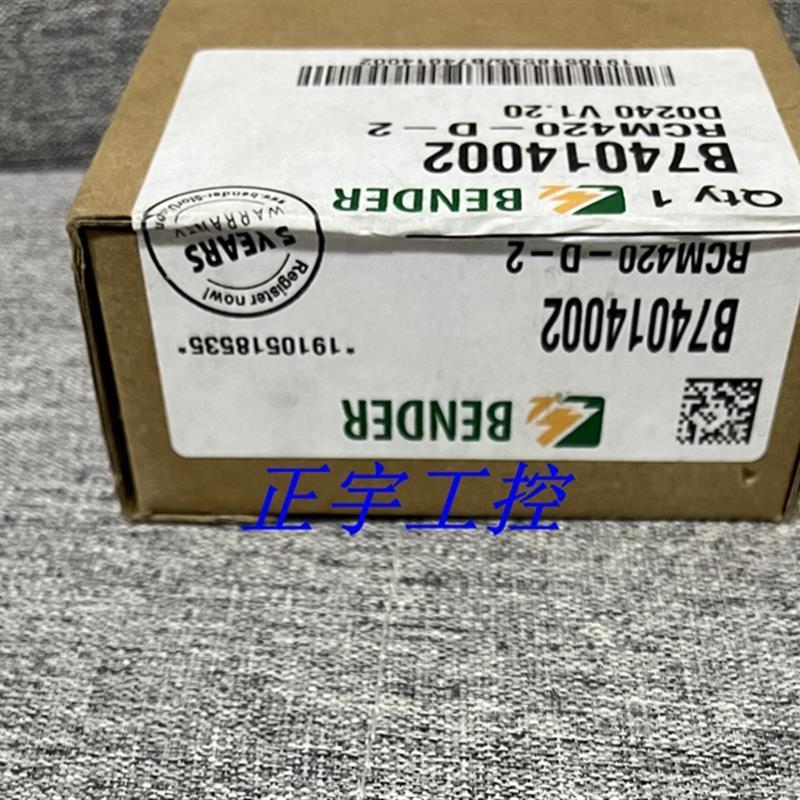 BENDER
*1910518535*
B74014002
RCM420-D-2
Register now!
5 YEARS
WARRANTY
Qty 1 BENDER
B74014002
RCM420-D-2
D0240 V1.20
正宇工控